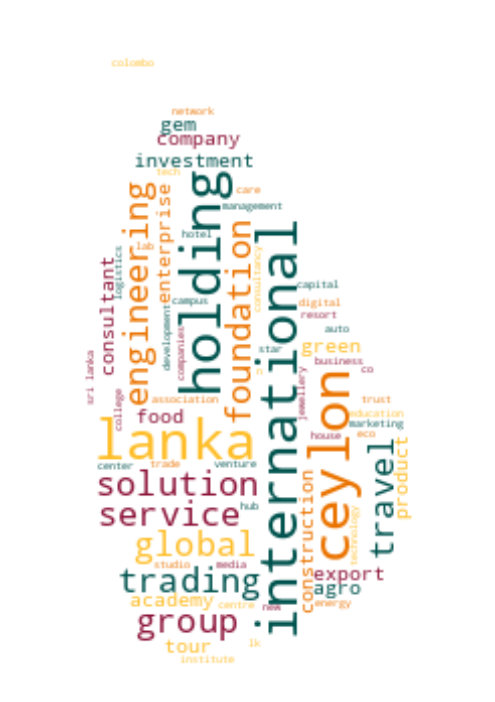 colombo
network
gem
company
investment
tech
holding
engineering
enterprise
care
management
foundation
international
hotel
lab
logistics
consultant
consultancy
capital
campus
digital
resort
development
companies
auto
star
green
sri lanka
business
n
co
ceylon
jewellery
college
association
trust
food
education
marketing
lanka
house
eco
travel
product
center
trade
venture
solution
service
hub
construction
technology
global
studio
media
export
trading
agro
academy
centre
new
energy
group
tour
lk
institute